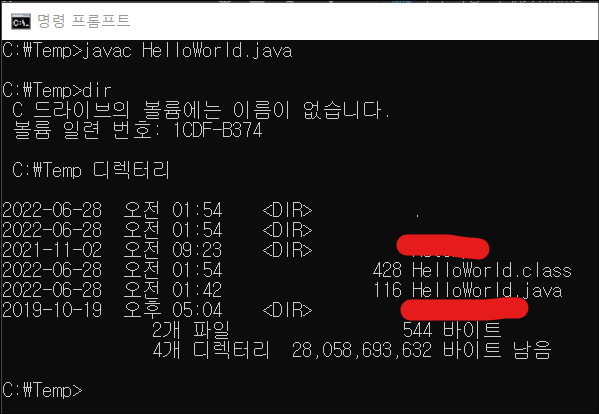 명령 프롬프트
C:₩Temp>javac HelloWorld.java
C:₩Temp>dir
C 드라이브의 볼륨에는 이름이 없습니다.
볼륨 일련 번호: 1CDF-B374
C:₩Temp 디렉터리
2022-06-28 오전 01:54 <DIR> .
2022-06-28 오전 01:54 <DIR>
2021-11-02 오전 09:23 <DIR>
2022-06-28 오전 01:54 428 HelloWorld.class
2022-06-28 오전 01:42 116 HelloWorld.java
2019-10-19 오후 05:04 <DIR>
2개 파일 544 바이트
4개 디렉터리 28,058,693,632 바이트 남음
C:₩Temp>